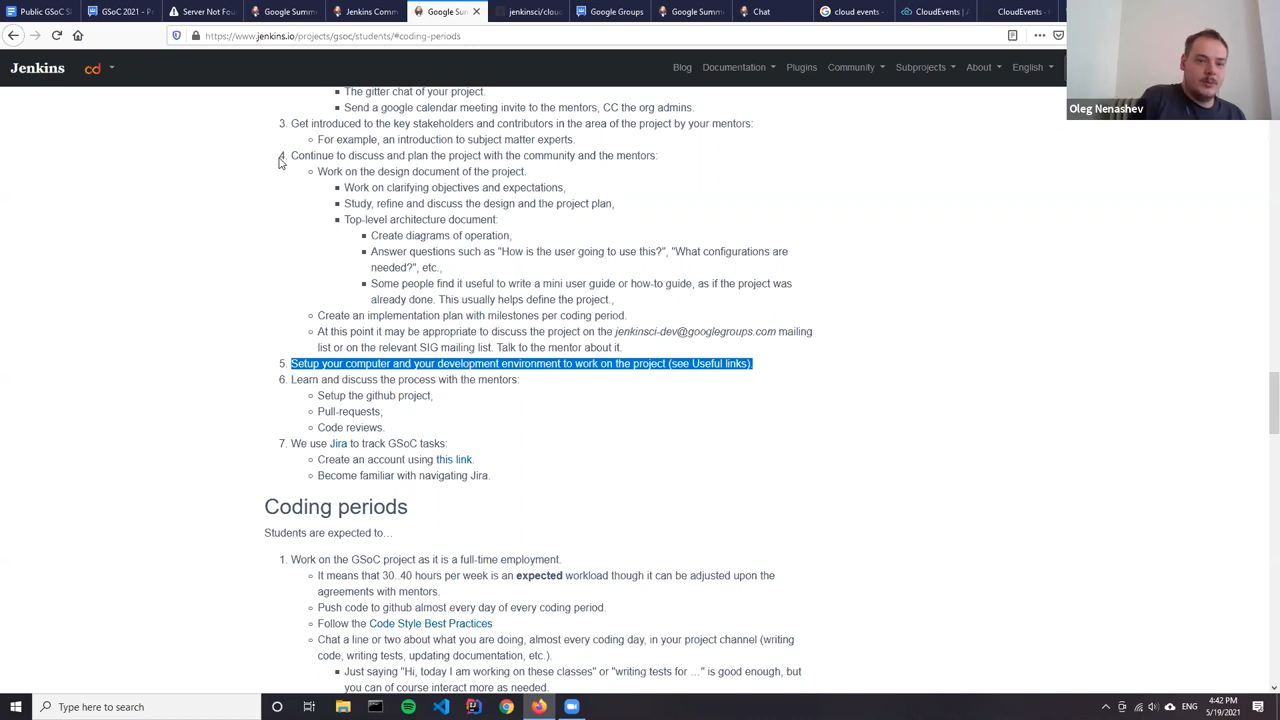 Public GSoC
GSoC 2021 - P
Server Not Fou
Jenkins Comm
Google Sum
jenkinsci/clou
Google Groups
Google Summ
Chat
cloud events -
CloudEvents | A
CloudEvents -
https://www.jenkins.io/projects/gsoc/students/#coding-periods
Jenkins
cd
Blog
Documentation
Plugins
Community
Subprojects
About
English
Oleg Nenashev
The gitter chat of your project.
Send a google calendar meeting invite to the mentors, CC the org admins.
3. Get introduced to the key stakeholders and contributors in the area of the project by your mentors:
For example, an introduction to subject matter experts.
4. Continue to discuss and plan the project with the community and the mentors:
Work on the design document of the project.
Work on clarifying objectives and expectations,
Study, refine and discuss the design and the project plan,
Top-level architecture document:
Create diagrams of operation,
Answer questions such as "How is the user going to use this?", "What configurations are
needed?", etc.,
Some people find it useful to write a mini user guide or how-to guide, as if the project was
already done. This usually helps define the project.,
Create an implementation plan with milestones per coding period.
At this point it may be appropriate to discuss the project on the jenkinsci-dev@googlegroups.com mailing
list or on the relevant SIG mailing list. Talk to the mentor about it.
5. Setup your computer and your development environment to work on the project (see Useful links).
6. Learn and discuss the process with the mentors:
Setup the github project,
Pull-requests,
Code reviews.
7. We use Jira to track GSoC tasks:
Create an account using this link.
Become familiar with navigating Jira.
Coding periods
Students are expected to…
1. Work on the GSoC project as it is a full-time employment.
It means that 30..40 hours per week is an expected workload though it can be adjusted upon the
agreements with mentors.
Push code to github almost every day of every coding period.
Follow the Code Style Best Practices
Chat a line or two about what you are doing, almost every coding day, in your project channel (writing
code, writing tests, updating documentation, etc.).
Just saying "Hi, today I am working on these classes" or "writing tests for …" is good enough, but
you can of course interact more as needed.
Type here to search
4:42 PM
5/19/2021